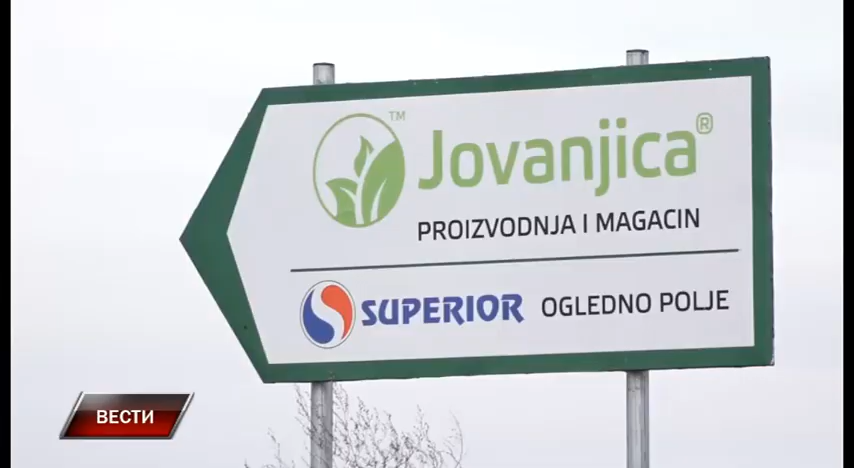 Jovanjica®
™
PROIZVODNJA I MAGACIN
SUPERIOR OGLEDNO POLJE
ВЕСТИ